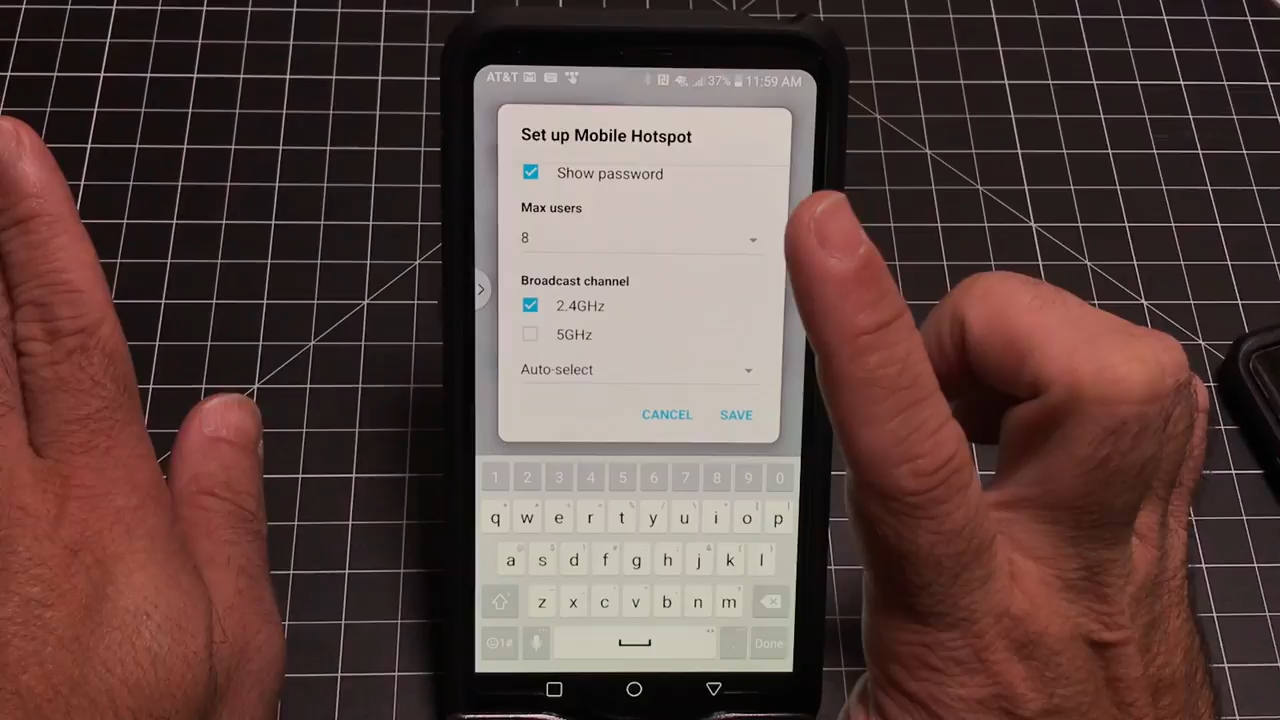 AT&T 37% 11:59 AM
Set up Mobile Hotspot
Show password
Max users
8
Broadcast channel
2.4GHz
5GHz
Auto-select
CANCEL SAVE
1 2 3 4 5 6 7 8 9 0
q w e r t y u i o p
a s d f g h j k l
z x c v b n m
1# . Done